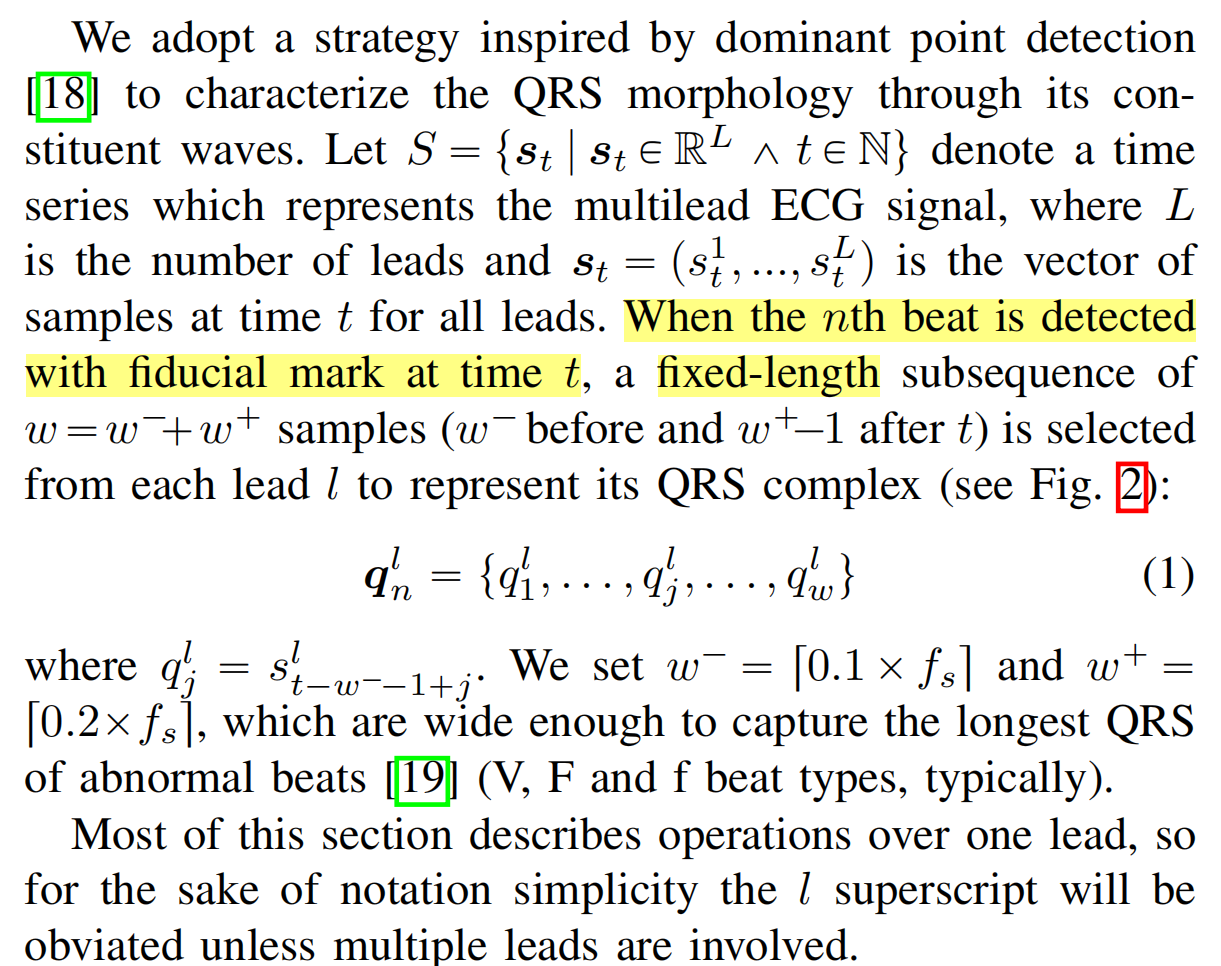 We adopt a strategy inspired by dominant point detection
[18] to characterize the QRS morphology through its con-
stituent waves. Let S = {s_t | s_t ∈ ℝ^L ∧ t ∈ ℕ} denote a time
series which represents the multilead ECG signal, where L
is the number of leads and s_t = (s_t^1, ..., s_t^L) is the vector of
samples at time t for all leads. When the nth beat is detected
with fiducial mark at time t, a fixed-length subsequence of
w = w^- + w^+ samples (w^- before and w^+–1 after t) is selected
from each lead l to represent its QRS complex (see Fig. 2):
q_n^l = {q_1^l, . . . , q_j^l, . . . , q_w^l} (1)
where q_j^l = s_{t−w^-−1+j}^l. We set w^- = ⌈0.1 × f_s⌉ and w^+ =
⌈0.2 × f_s⌉, which are wide enough to capture the longest QRS
of abnormal beats [19] (V, F and f beat types, typically).
Most of this section describes operations over one lead, so
for the sake of notation simplicity the l superscript will be
obviated unless multiple leads are involved.